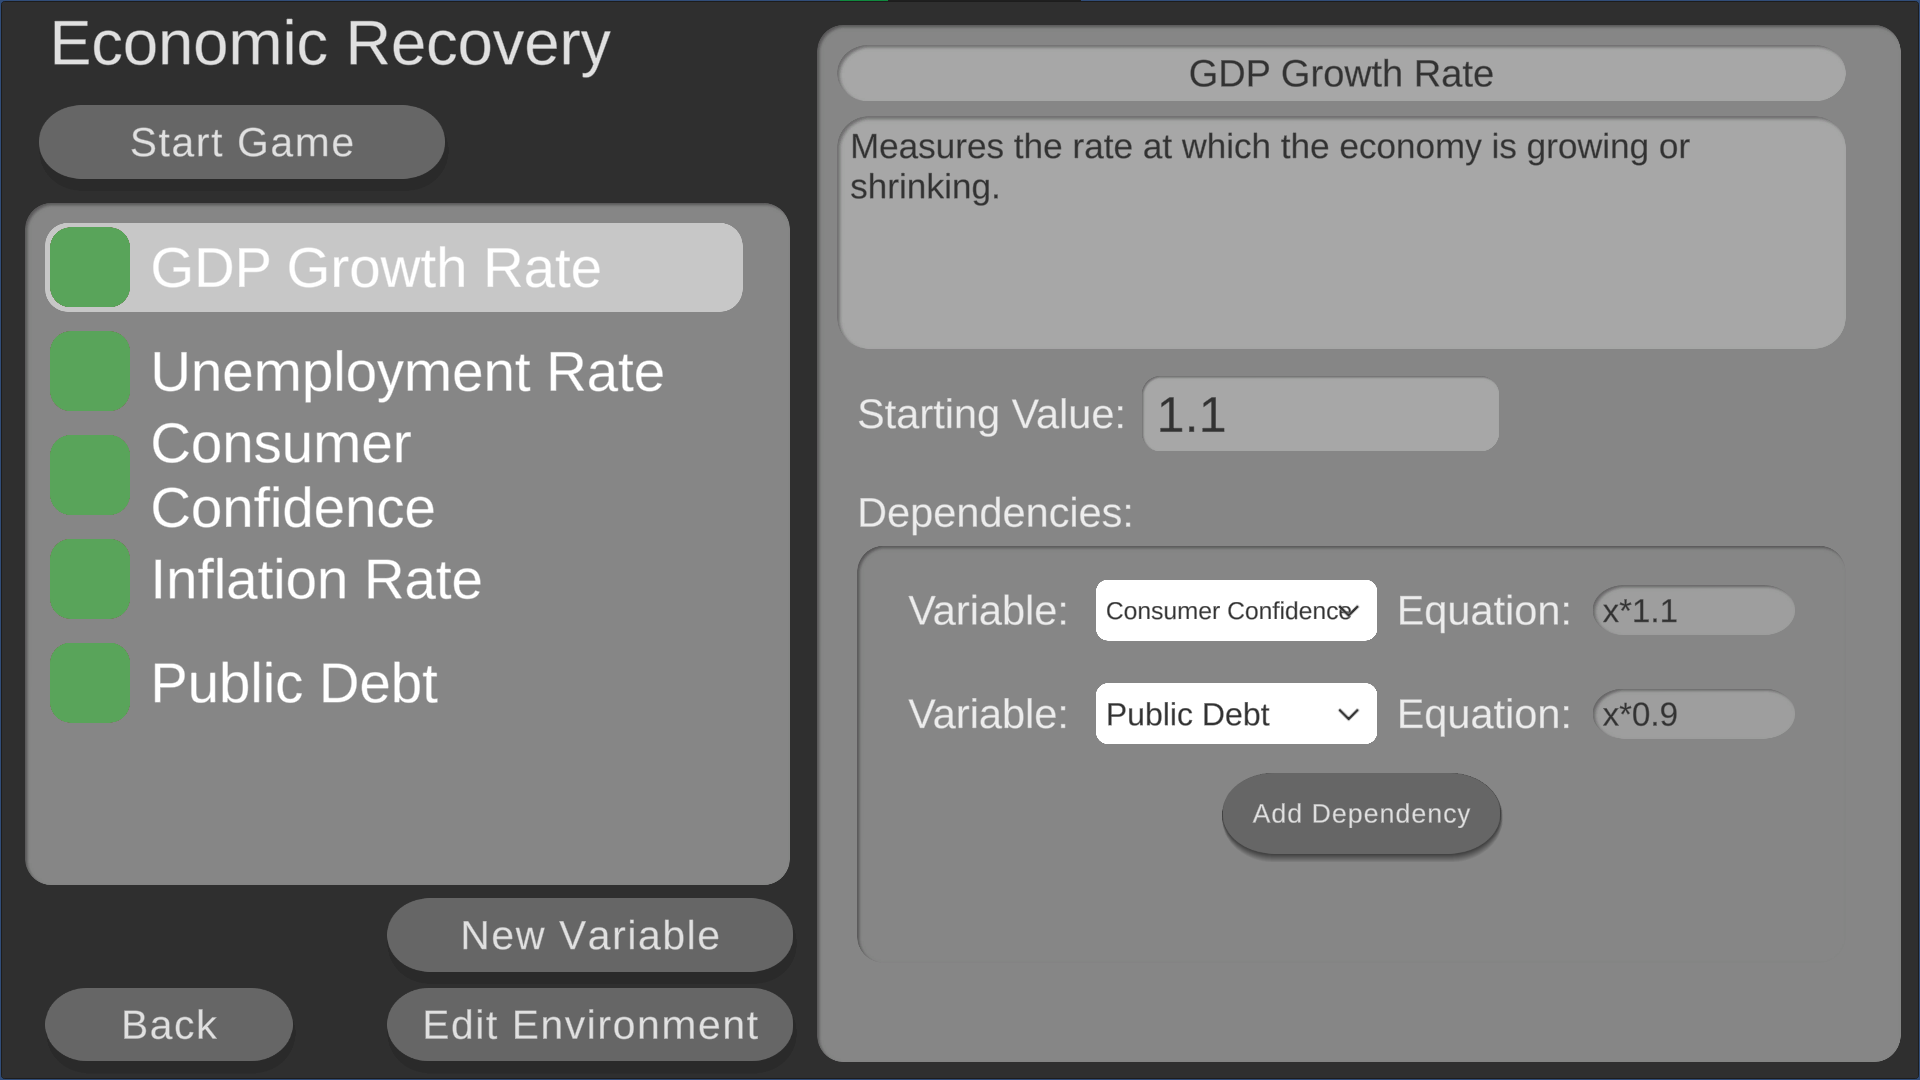 Economic Recovery
Start Game
GDP Growth Rate
Unemployment Rate
Consumer
Confidence
Inflation Rate
Public Debt
New Variable
Back
Edit Environment
GDP Growth Rate
Measures the rate at which the economy is growing or
shrinking.
Starting Value: 1.1
Dependencies:
Variable: Consumer Confidence Equation: x*1.1
Variable: Public Debt Equation: x*0.9
Add Dependency